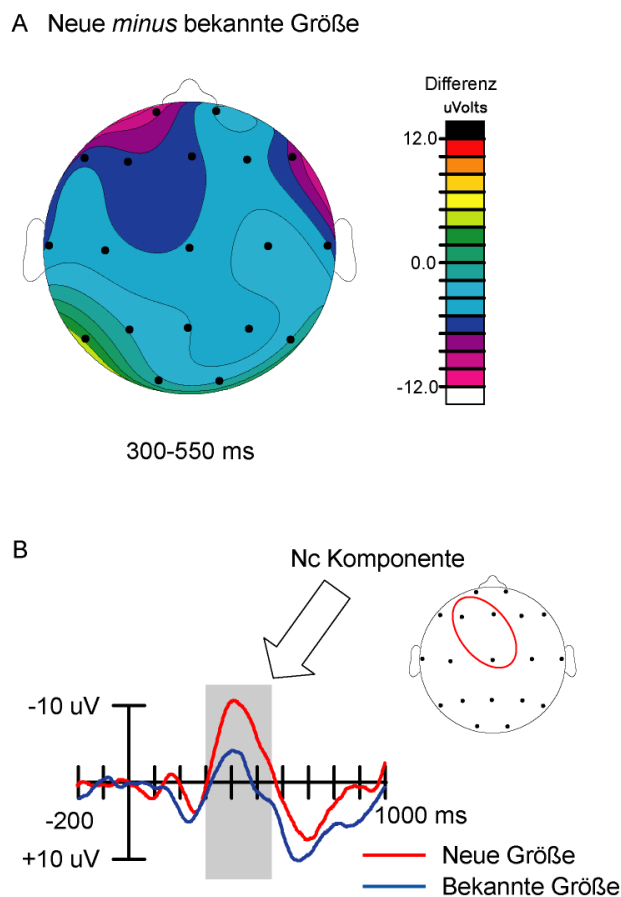 A Neue minus bekannte Größe
Differenz
uVolts
12.0
0.0
-12.0
300-550 ms
B
Nc Komponente
-10 uV
-200
1000 ms
+10 uV
Neue Größe
Bekannte Größe